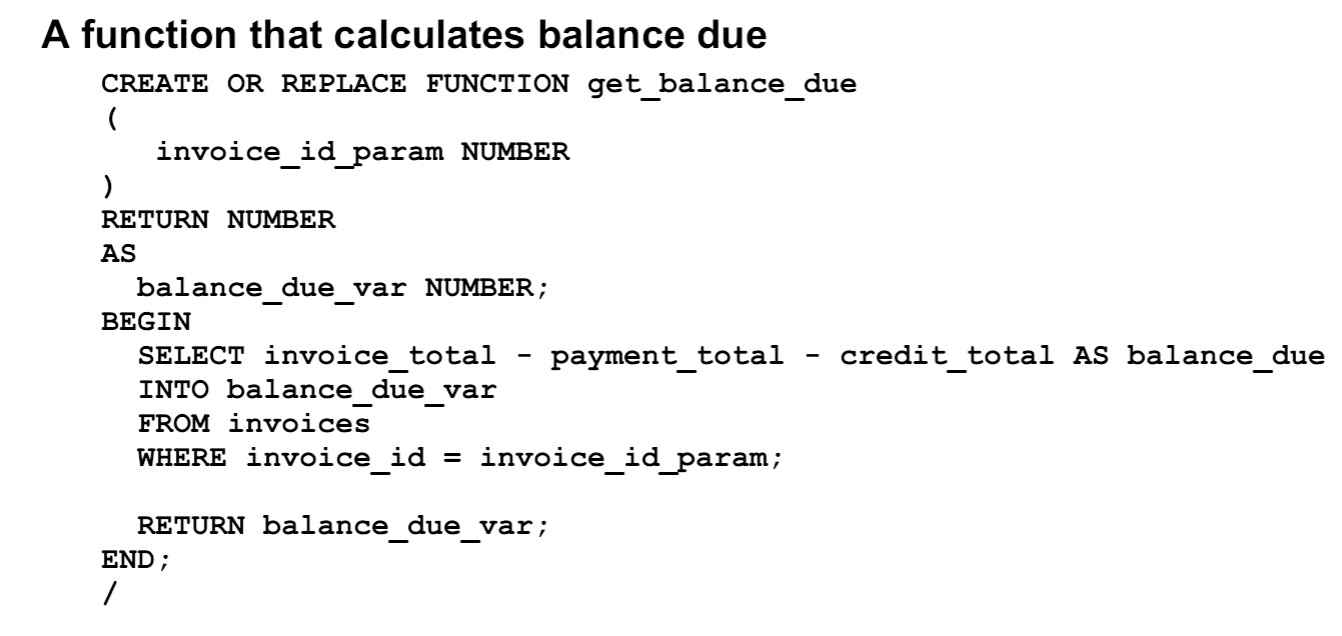 A function that calculates balance due
CREATE OR REPLACE FUNCTION get_balance_due
(
invoice_id_param NUMBER
)
RETURN NUMBER
AS
balance_due_var NUMBER;
BEGIN
SELECT invoice_total - payment_total - credit_total AS balance_due
INTO balance_due_var
FROM invoices
WHERE invoice_id = invoice_id_param;
RETURN balance_due_var;
END;
/